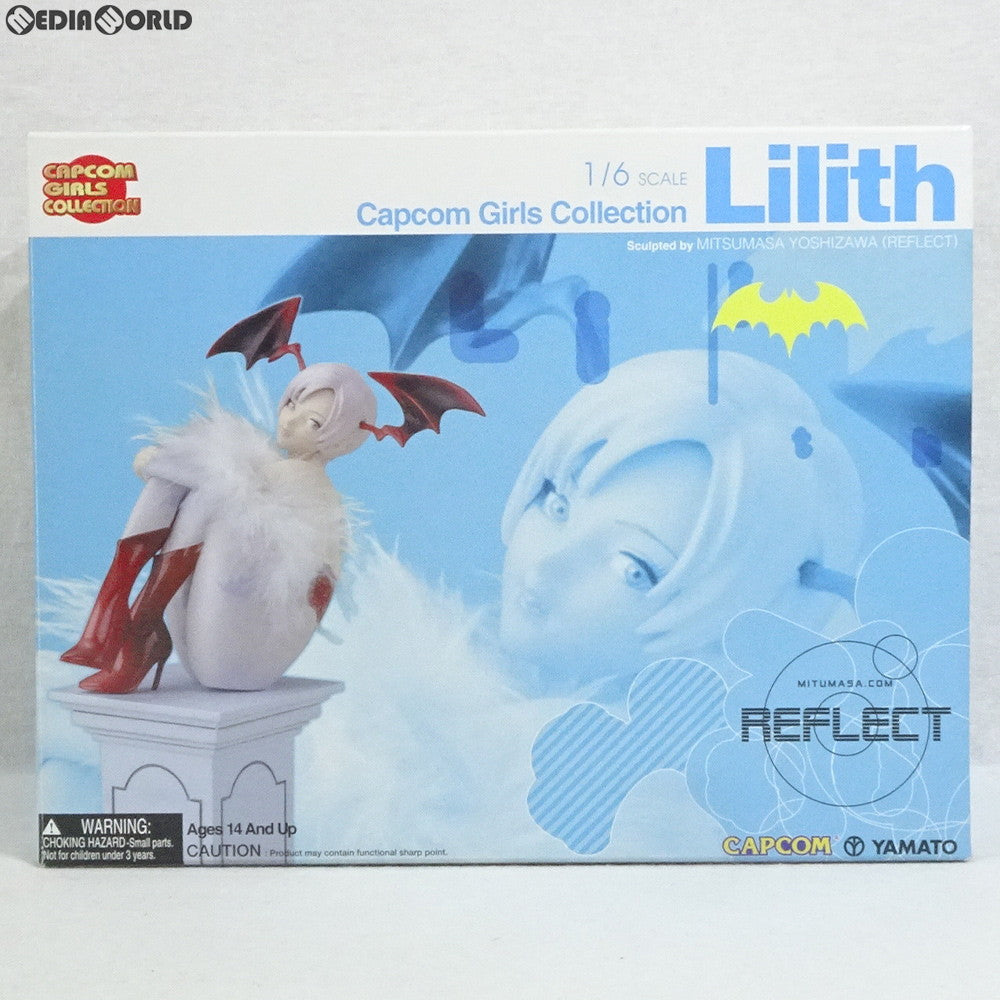 MEDIAWORLD
CAPCOM
GIRLS
COLLECTION
1/6 SCALE
Capcom Girls Collection
Lilith
Sculpted by MITSUMASA YOSHIZAWA (REFLECT)
MITUMASA.COM
REFLECT
WARNING:
CHOKING HAZARD-Small parts.
Not for children under 3 years.
Ages 14 And Up
CAUTION : Product may contain functional sharp point.
CAPCOM YAMATO